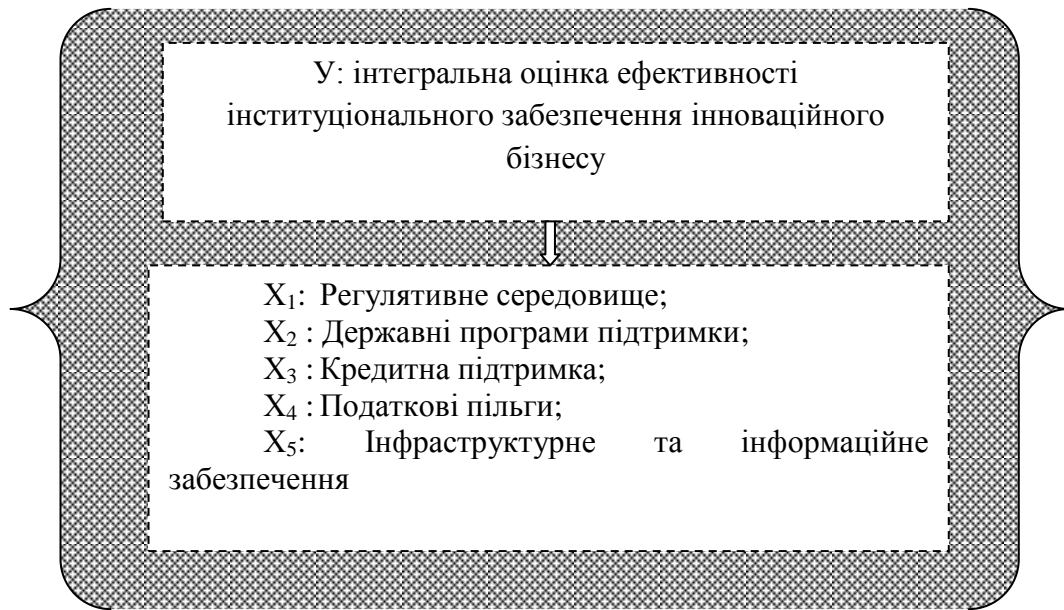 У: інтегральна оцінка ефективності
інституціонального забезпечення інноваційного
бізнесу
X₁: Регулятивне середовище;
X₂ : Державні програми підтримки;
X₃ : Кредитна підтримка;
X₄ : Податкові пільги;
X₅: Інфраструктурне та інформаційне
забезпечення